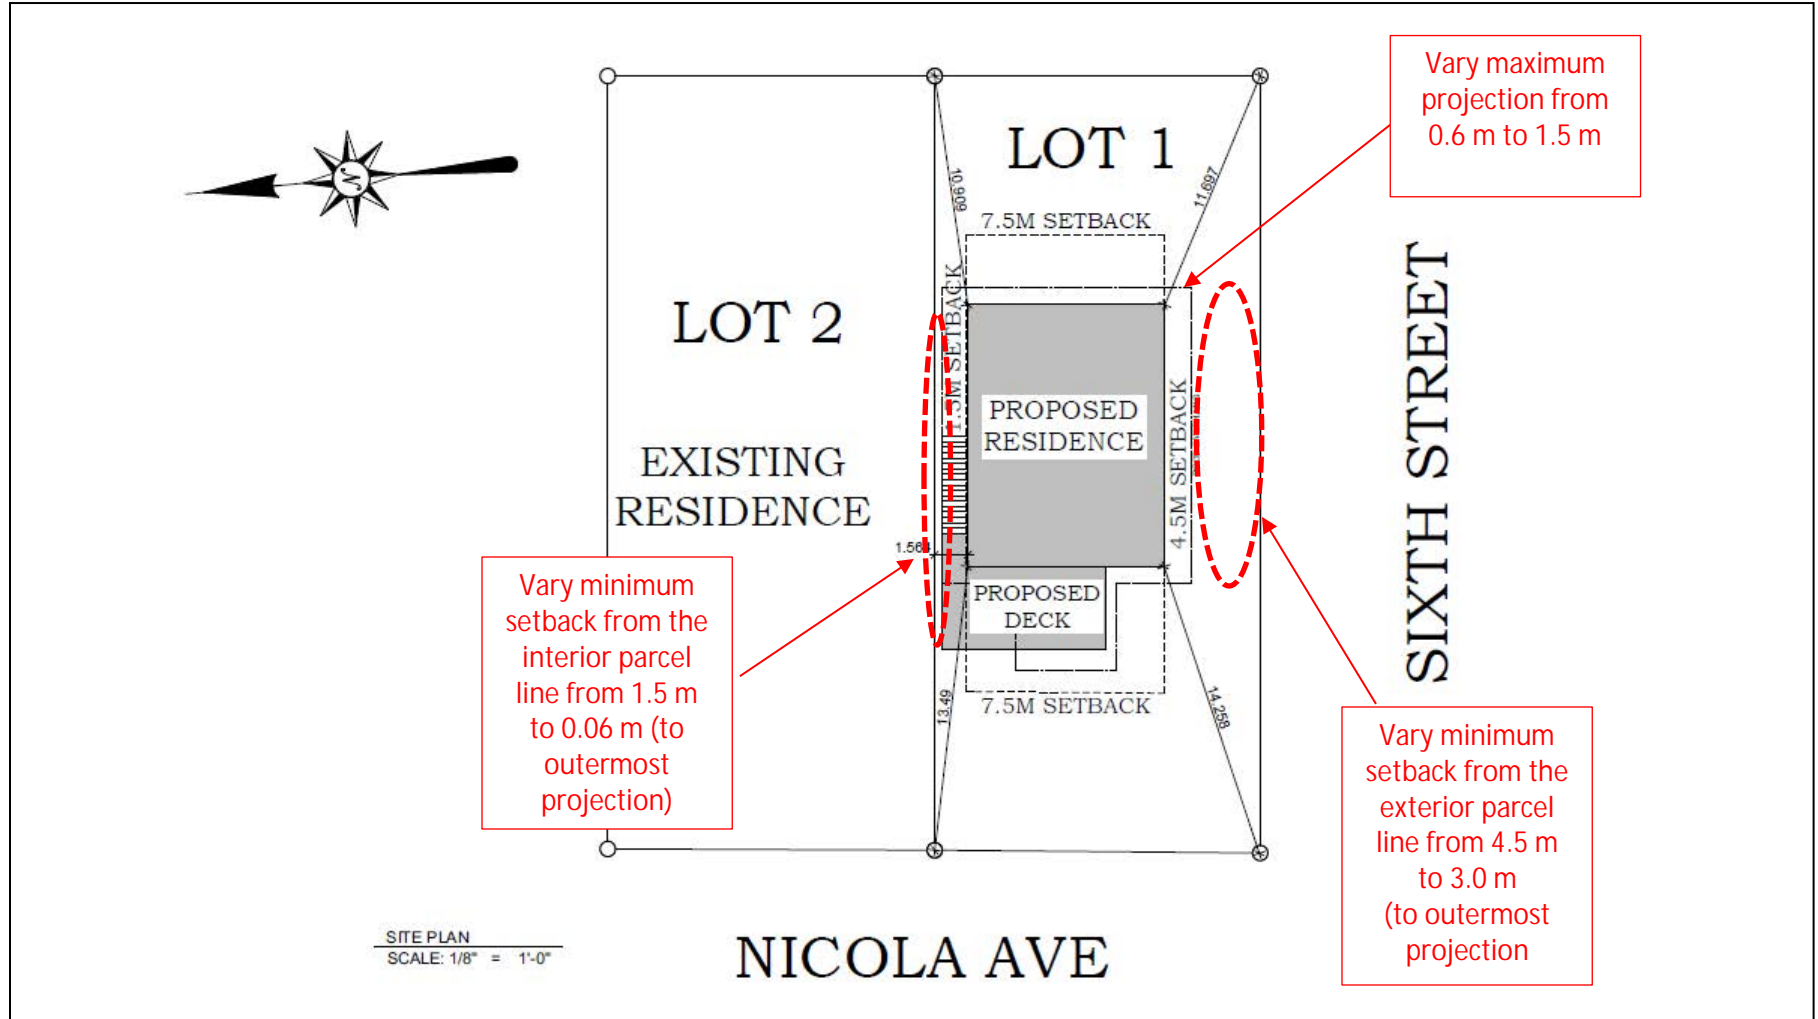 Vary maximum
projection from
0.6 m to 1.5 m
LOT 1
10.909
11.697
7.5M SETBACK
N
LOT 2
1.5M SETBACK
PROPOSED
RESIDENCE
4.5M SETBACK
SIXTH STREET
EXISTING
RESIDENCE
1.564
PROPOSED
DECK
Vary minimum
setback from the
interior parcel
line from 1.5 m
to 0.06 m (to
outermost
projection)
13.49
7.5M SETBACK
14.258
Vary minimum
setback from the
exterior parcel
line from 4.5 m
to 3.0 m
(to outermost
projection
SITE PLAN
SCALE: 1/8" = 1'-0"
NICOLA AVE